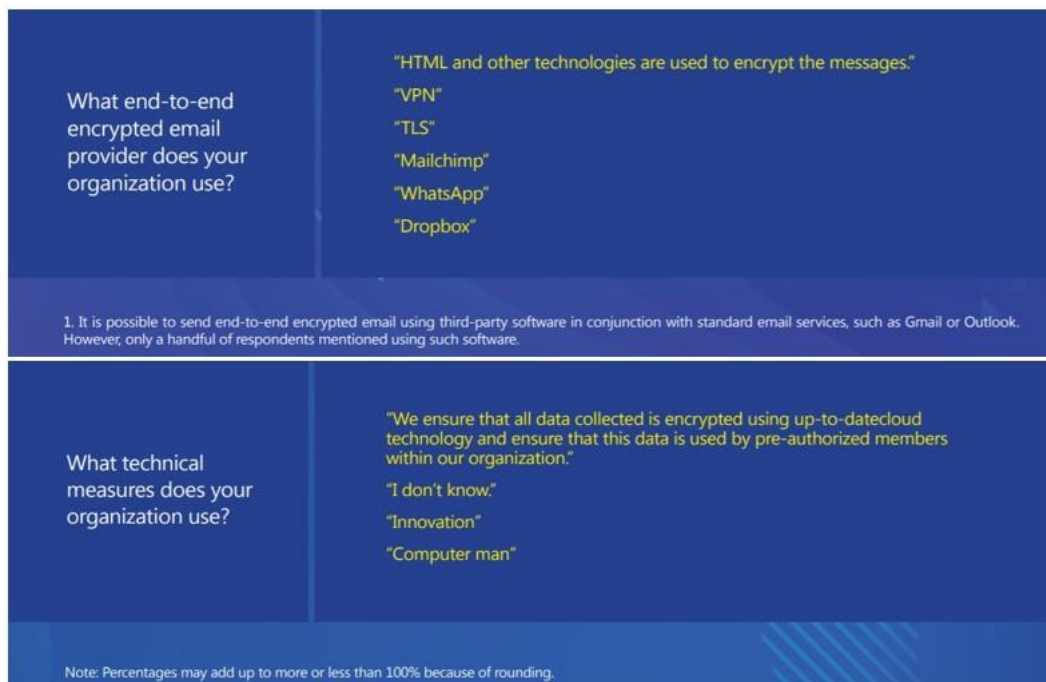 What end-to-end
encrypted email
provider does your
organization use?
"HTML and other technologies are used to encrypt the messages."
"VPN"
"TLS"
"Mailchimp"
"WhatsApp"
"Dropbox"
1. It is possible to send end-to-end encrypted email using third-party software in conjunction with standard email services, such as Gmail or Outlook.
However, only a handful of respondents mentioned using such software.
What technical
measures does your
organization use?
"We ensure that all data collected is encrypted using up-to-datecloud
technology and ensure that this data is used by pre-authorized members
within our organization."
"I don't know."
"Innovation"
"Computer man"
Note: Percentages may add up to more or less than 100% because of rounding.